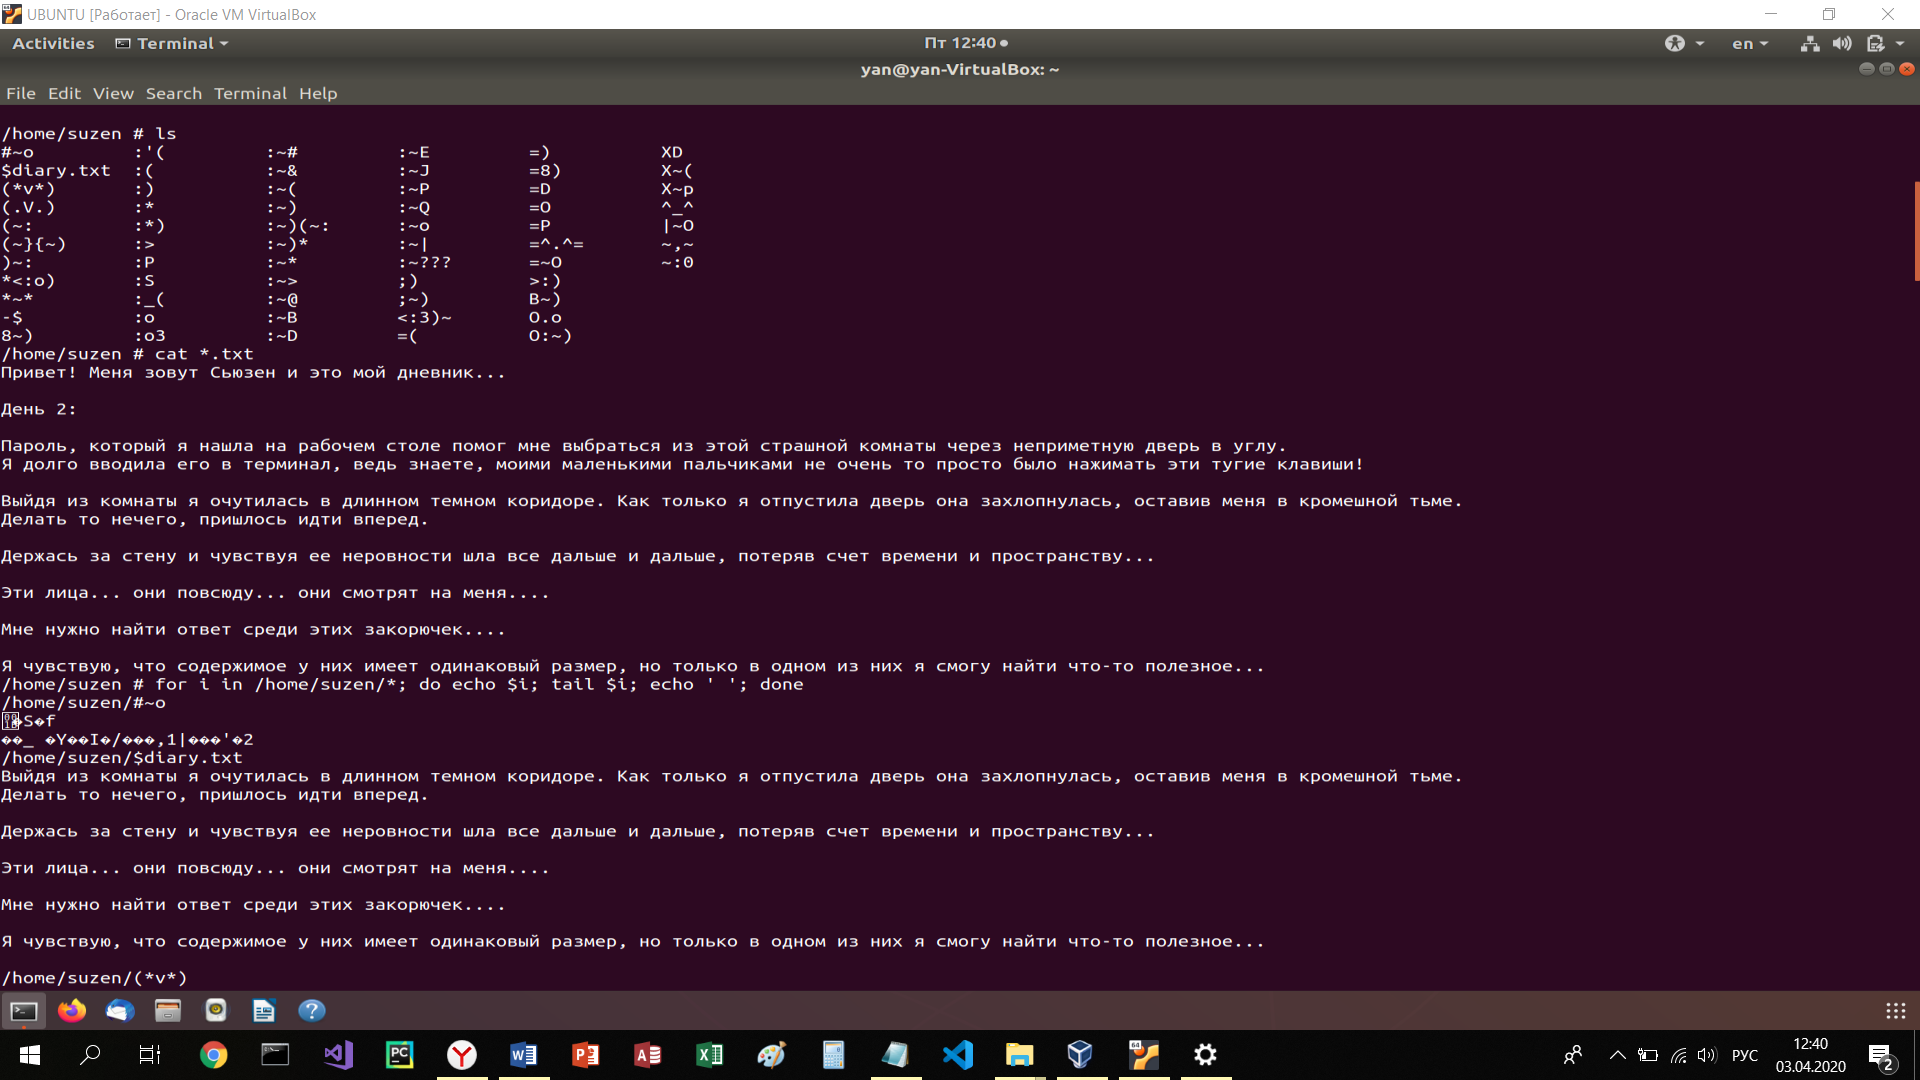 UBUNTU [Работает] - Oracle VM VirtualBox
Activities Terminal Пт 12:40 en
yan@yan-VirtualBox: ~
File Edit View Search Terminal Help
/home/suzen # ls
#~o :'( :~# :~E =) XD
$diary.txt :( :~& :~J =8) X~(
(*v*) :) :~( :~P =D X~p
(.V.) :* :~) :~Q =O ^_^
(~: :*) :~)(~: :~o =P |~O
(~}{~) :> :~)* :~| =^.^= ~,~
)~: :P :~* :~??? =~O ~:0
*<:o) :S :~> ;) >:)
*~* :_( :~@ ;~) B~)
-$ :o :~B <:3)~ O.o
8~) :o3 :~D =( O:~)
/home/suzen # cat *.txt
Привет! Меня зовут Сьюзен и это мой дневник...
День 2:
Пароль, который я нашла на рабочем столе помог мне выбраться из этой страшной комнаты через неприметную дверь в углу.
Я долго вводила его в терминал, ведь знаете, моими маленькими пальчиками не очень то просто было нажимать эти тугие клавиши!
Выйдя из комнаты я очутилась в длинном темном коридоре. Как только я отпустила дверь она захлопнулась, оставив меня в кромешной тьме.
Делать то нечего, пришлось идти вперед.
Держась за стену и чувствуя ее неровности шла все дальше и дальше, потеряв счет времени и пространству...
Эти лица... они повсюду... они смотрят на меня....
Мне нужно найти ответ среди этих закорючек....
Я чувствую, что содержимое у них имеет одинаковый размер, но только в одном из них я смогу найти что-то полезное...
/home/suzen # for i in /home/suzen/*; do echo $i; tail $i; echo ' '; done
/home/suzen/#~o
�S�f
��_ �Y��I�/���,1|���'�2
/home/suzen/$diary.txt
Выйдя из комнаты я очутилась в длинном темном коридоре. Как только я отпустила дверь она захлопнулась, оставив меня в кромешной тьме.
Делать то нечего, пришлось идти вперед.
Держась за стену и чувствуя ее неровности шла все дальше и дальше, потеряв счет времени и пространству...
Эти лица... они повсюду... они смотрят на меня....
Мне нужно найти ответ среди этих закорючек....
Я чувствую, что содержимое у них имеет одинаковый размер, но только в одном из них я смогу найти что-то полезное...
/home/suzen/(*v*)
РУС
12:40
03.04.2020
2